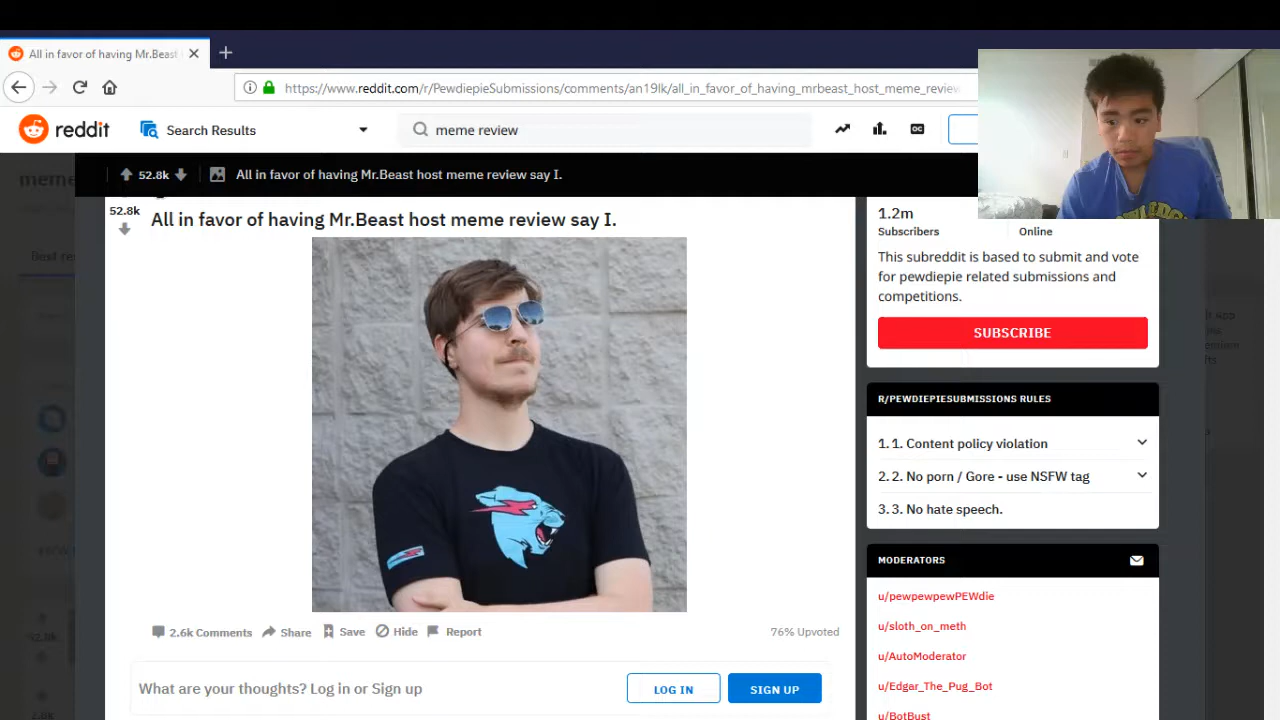 All in favor of having Mr.Beast
https://www.reddit.com/r/PewdiepieSubmissions/comments/an19lk/all_in_favor_of_having_mrbeast_host_meme_review
reddit Search Results meme review
52.8k All in favor of having Mr.Beast host meme review say I.
52.8k
All in favor of having Mr.Beast host meme review say I.
2.6k Comments Share Save Hide Report 76% Upvoted
What are your thoughts? Log in or Sign up LOG IN SIGN UP
1.2m
Subscribers Online
This subreddit is based to submit and vote
for pewdiepie related submissions and
competitions.
SUBSCRIBE
R/PEWDIEPIESUBMISSIONS RULES
1. 1. Content policy violation
2. 2. No porn / Gore - use NSFW tag
3. 3. No hate speech.
MODERATORS
u/pewpewpewPEWdie
u/sloth_on_meth
u/AutoModerator
u/Edgar_The_Pug_Bot
u/BotBust